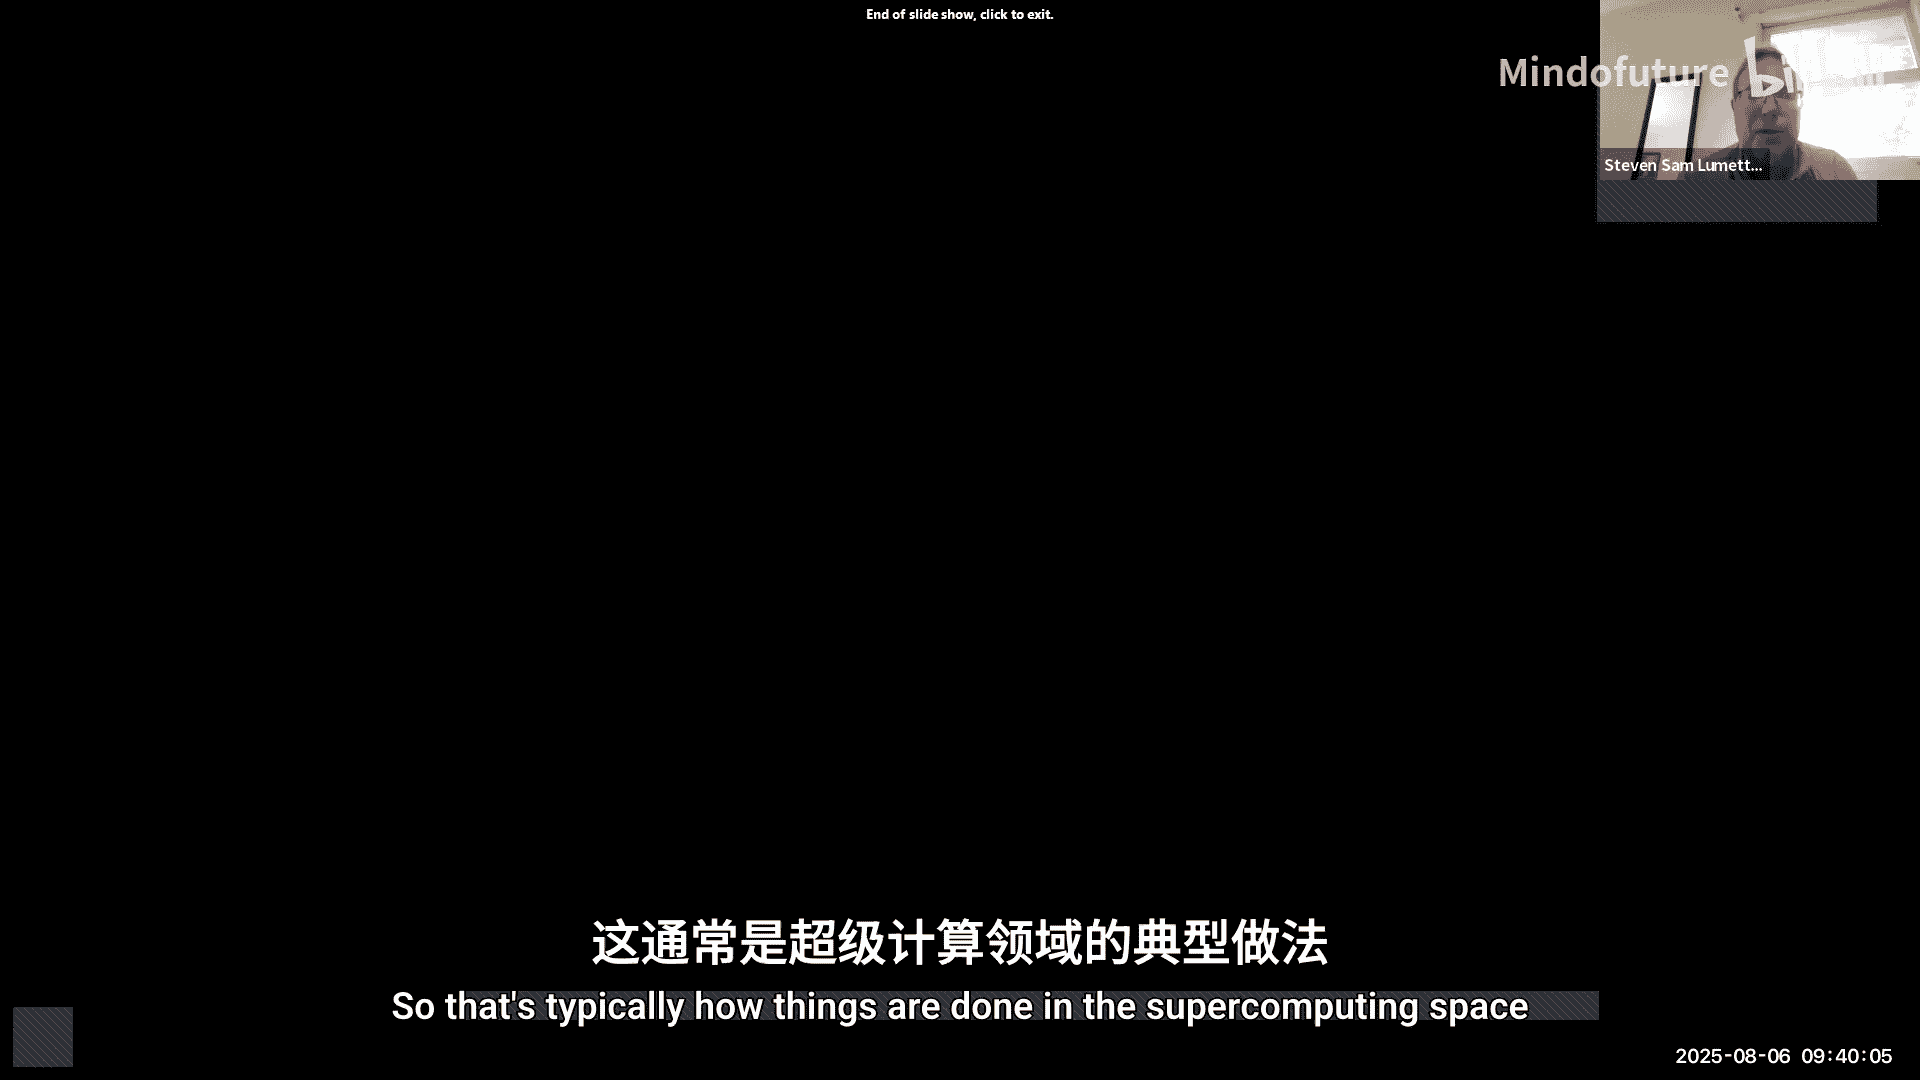 End of slide show, click to exit.
Mindofuture
Steven Sam Lumett...
这通常是超级计算领域的典型做法
So that's typically how things are done in the supercomputing space
2025-08-06 09:40:05